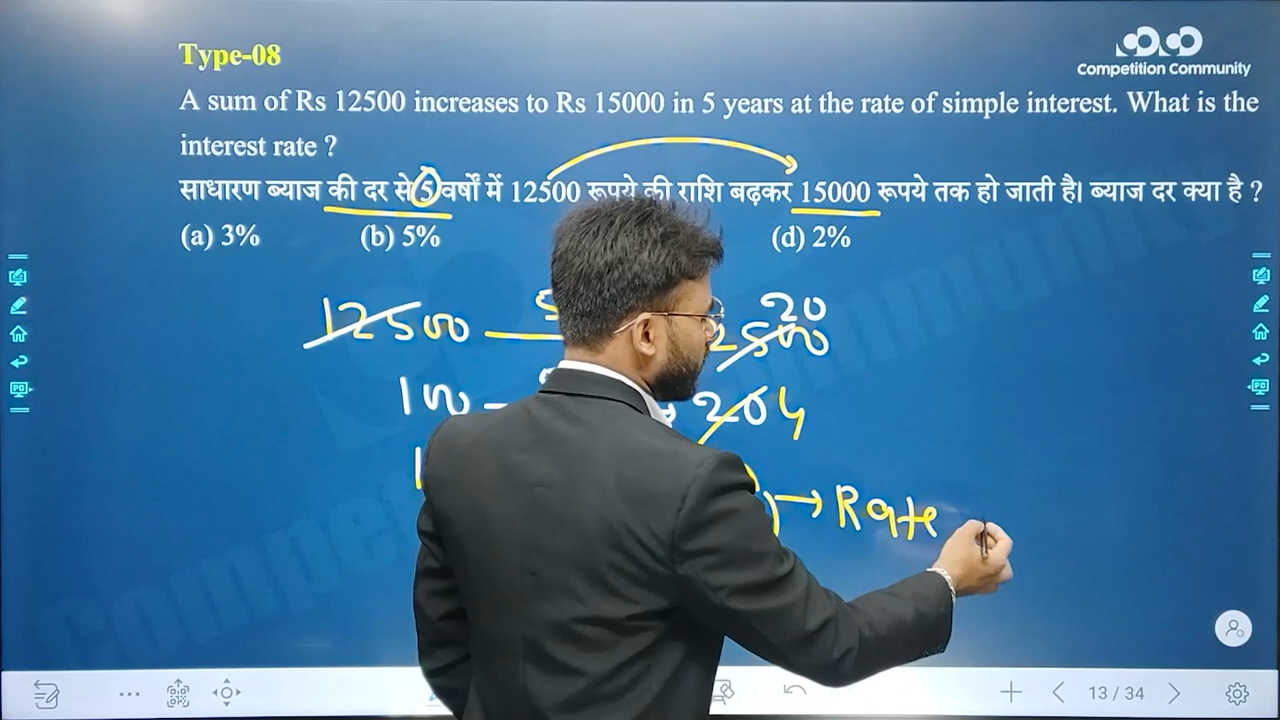 Type-08
Competition Community
A sum of Rs 12500 increases to Rs 15000 in 5 years at the rate of simple interest. What is the
interest rate ?
साधारण ब्याज की दर से 5 वर्षों में 12500 रूपये की राशि बढ़कर 15000 रूपये तक हो जाती है। ब्याज दर क्या है ?
(a) 3% (b) 5% (d) 2%
20
12500 2500
100 20 4
→ Rate
13 / 34